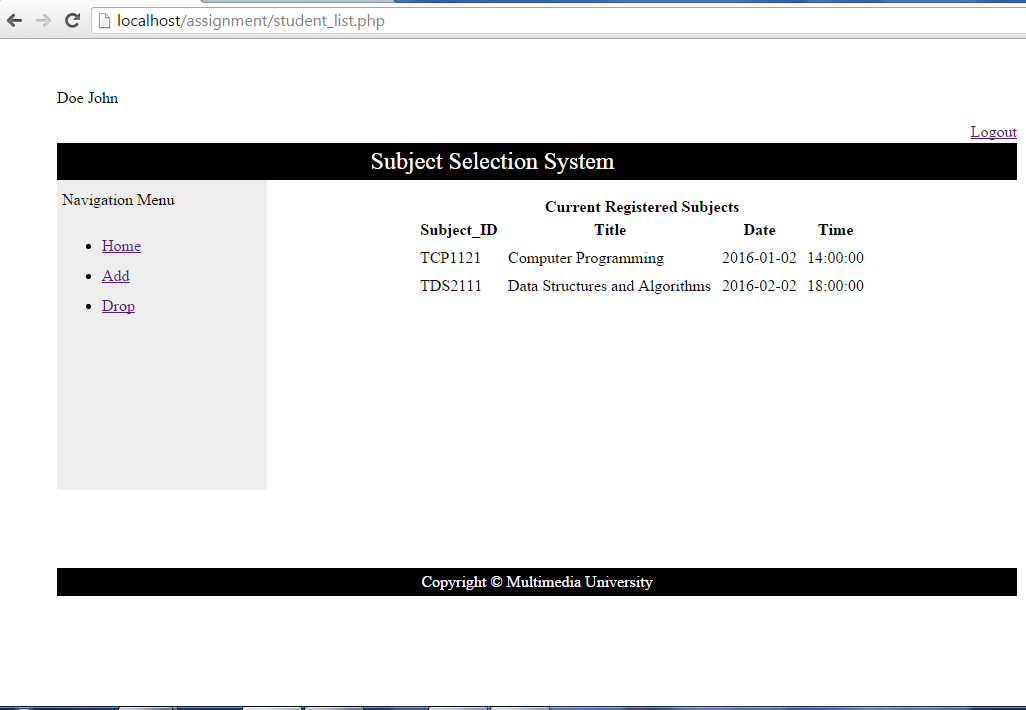 localhost/assignment/student_list.php
Doe John
Logout
Subject Selection System
Navigation Menu
Home
Add
Drop
Current Registered Subjects
Subject_ID Title Date Time
TCP1121 Computer Programming 2016-01-02 14:00:00
TDS2111 Data Structures and Algorithms 2016-02-02 18:00:00
Copyright © Multimedia University